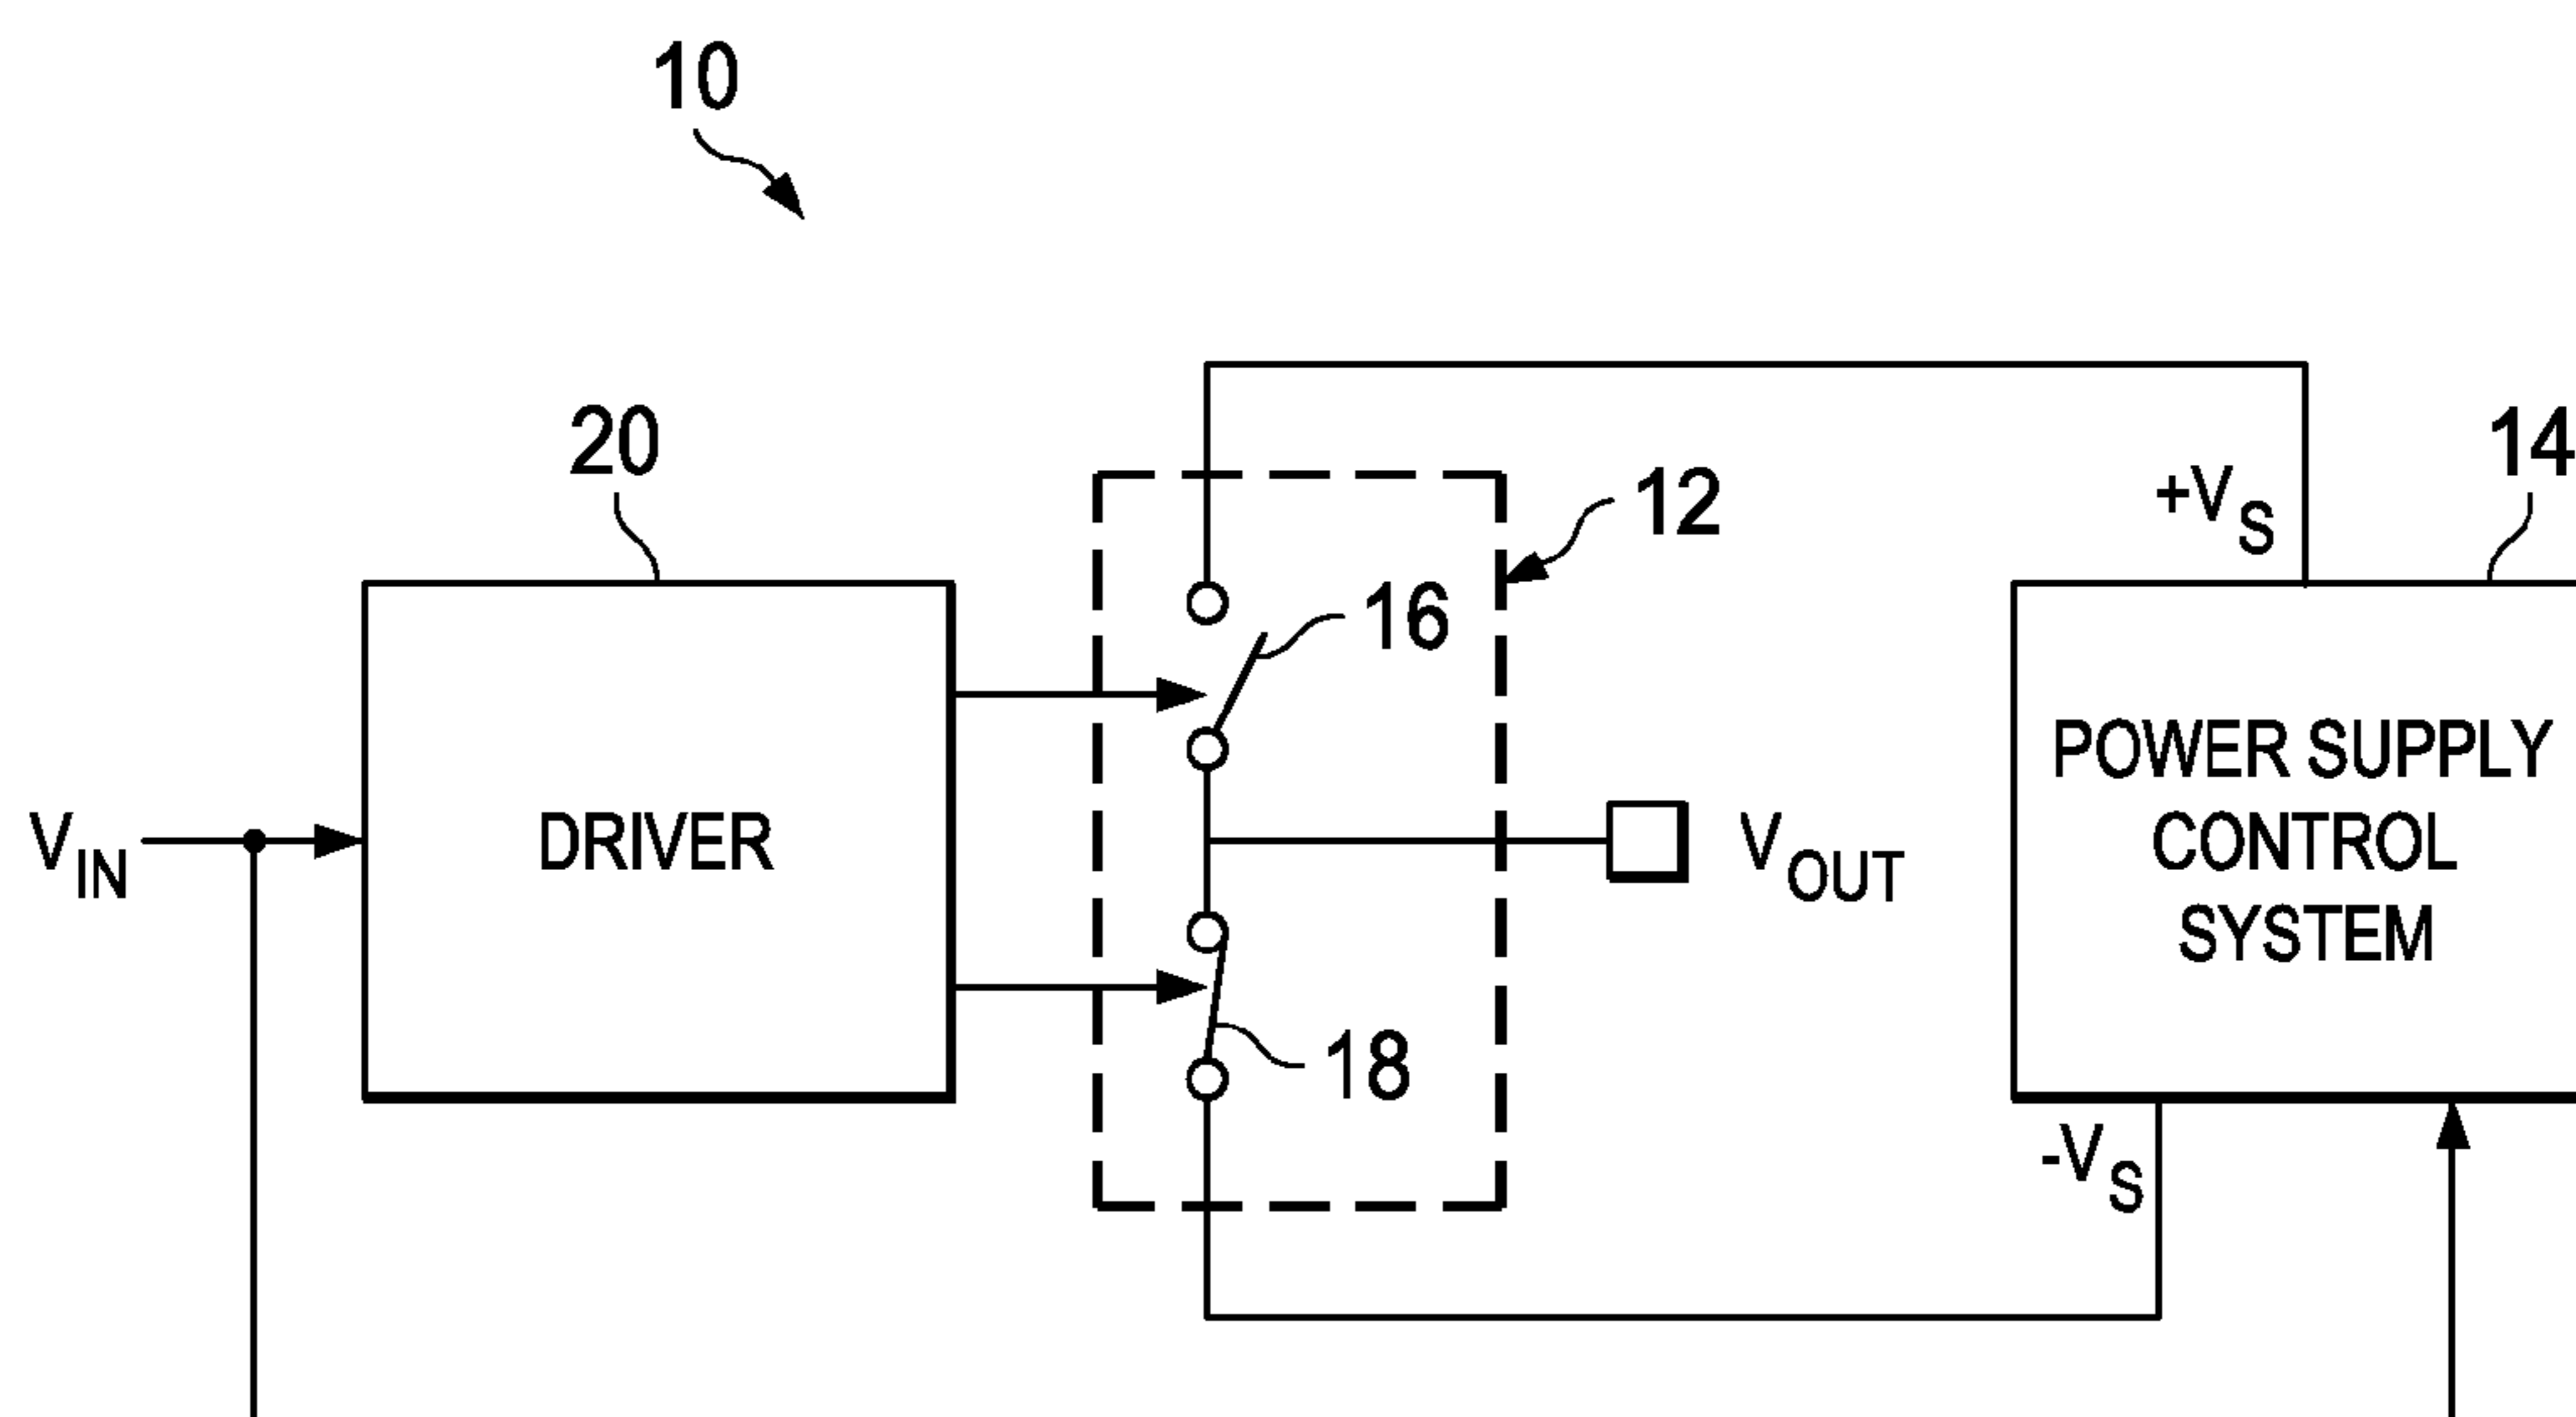 10
20
12
14
+VS
16
POWER SUPPLY
CONTROL
SYSTEM
VIN
DRIVER
VOUT
18
-VS